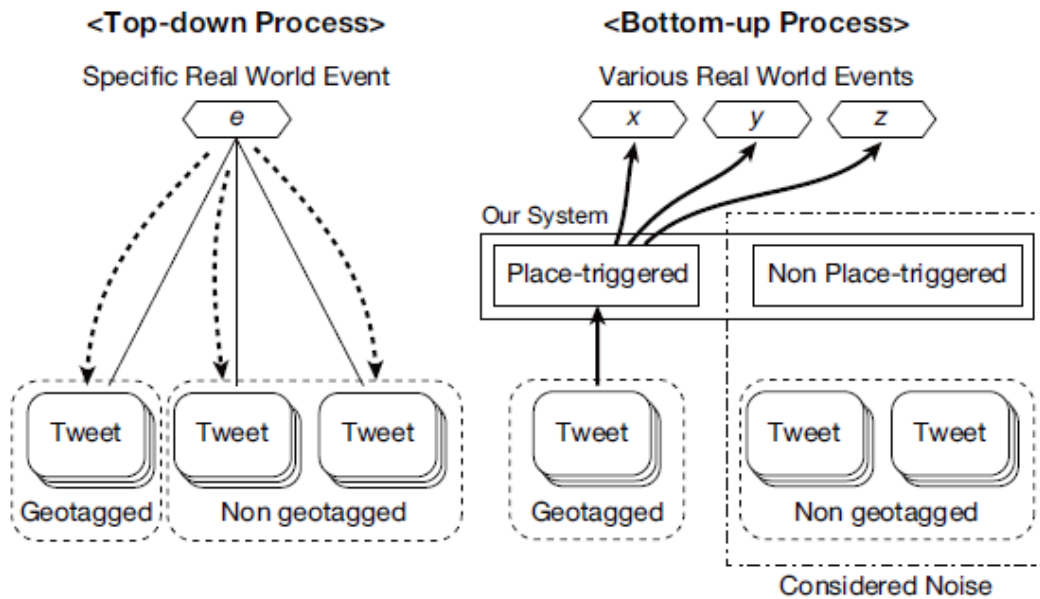 <Top-down Process>
Specific Real World Event
e
Tweet
Tweet
Tweet
Geotagged
Non geotagged
<Bottom-up Process>
Various Real World Events
x
y
z
Our System
Place-triggered
Non Place-triggered
Tweet
Tweet
Tweet
Geotagged
Non geotagged
Considered Noise